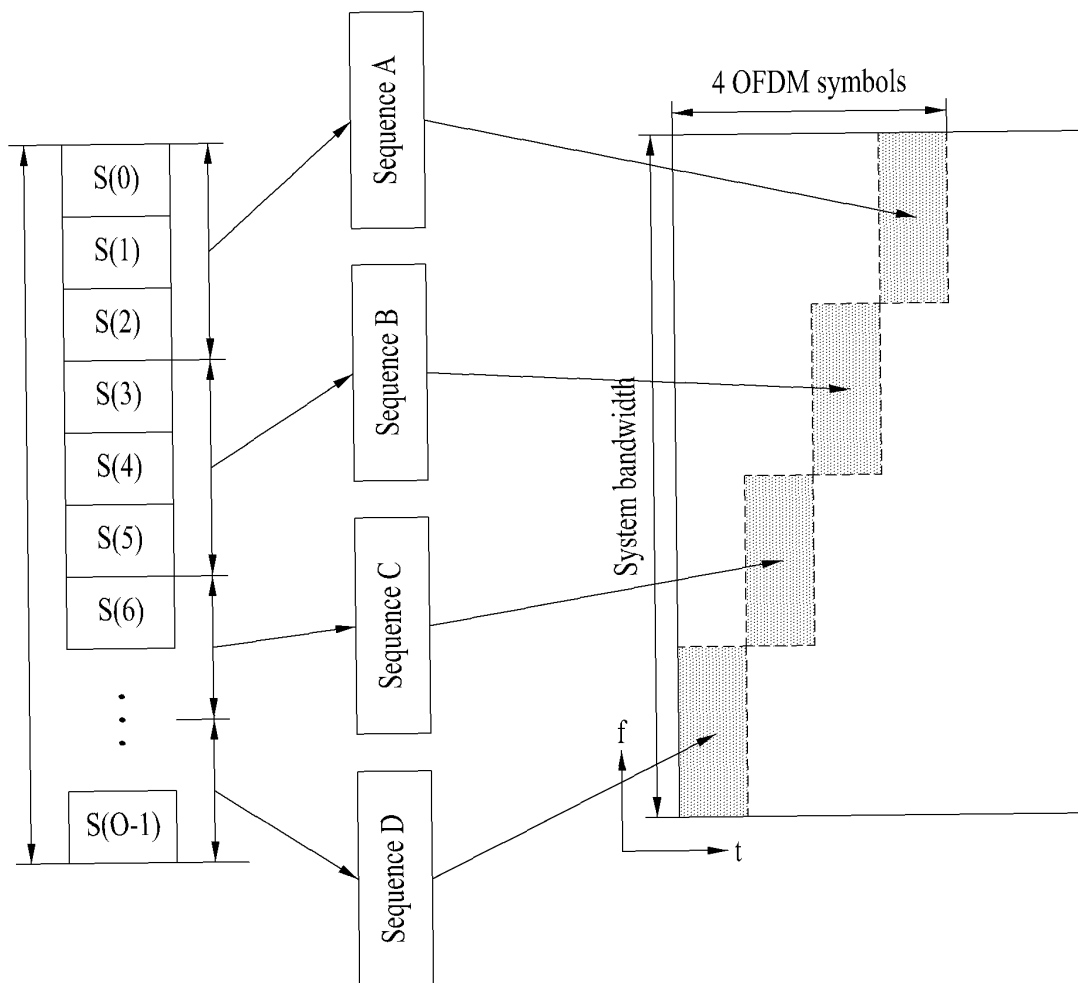 S(0)
S(1)
S(2)
S(3)
S(4)
S(5)
S(6)
S(O-1)
Sequence A
Sequence B
Sequence C
Sequence D
4 OFDM symbols
System bandwidth
f
t